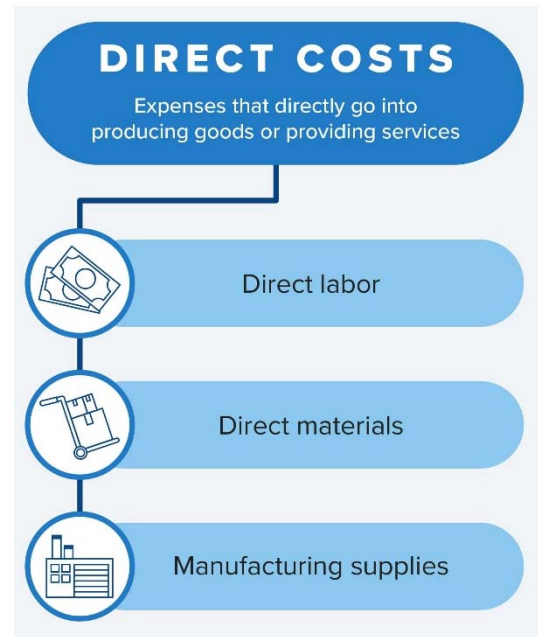 DIRECT COSTS
Expenses that directly go into
producing goods or providing services
Direct labor
Direct materials
Manufacturing supplies